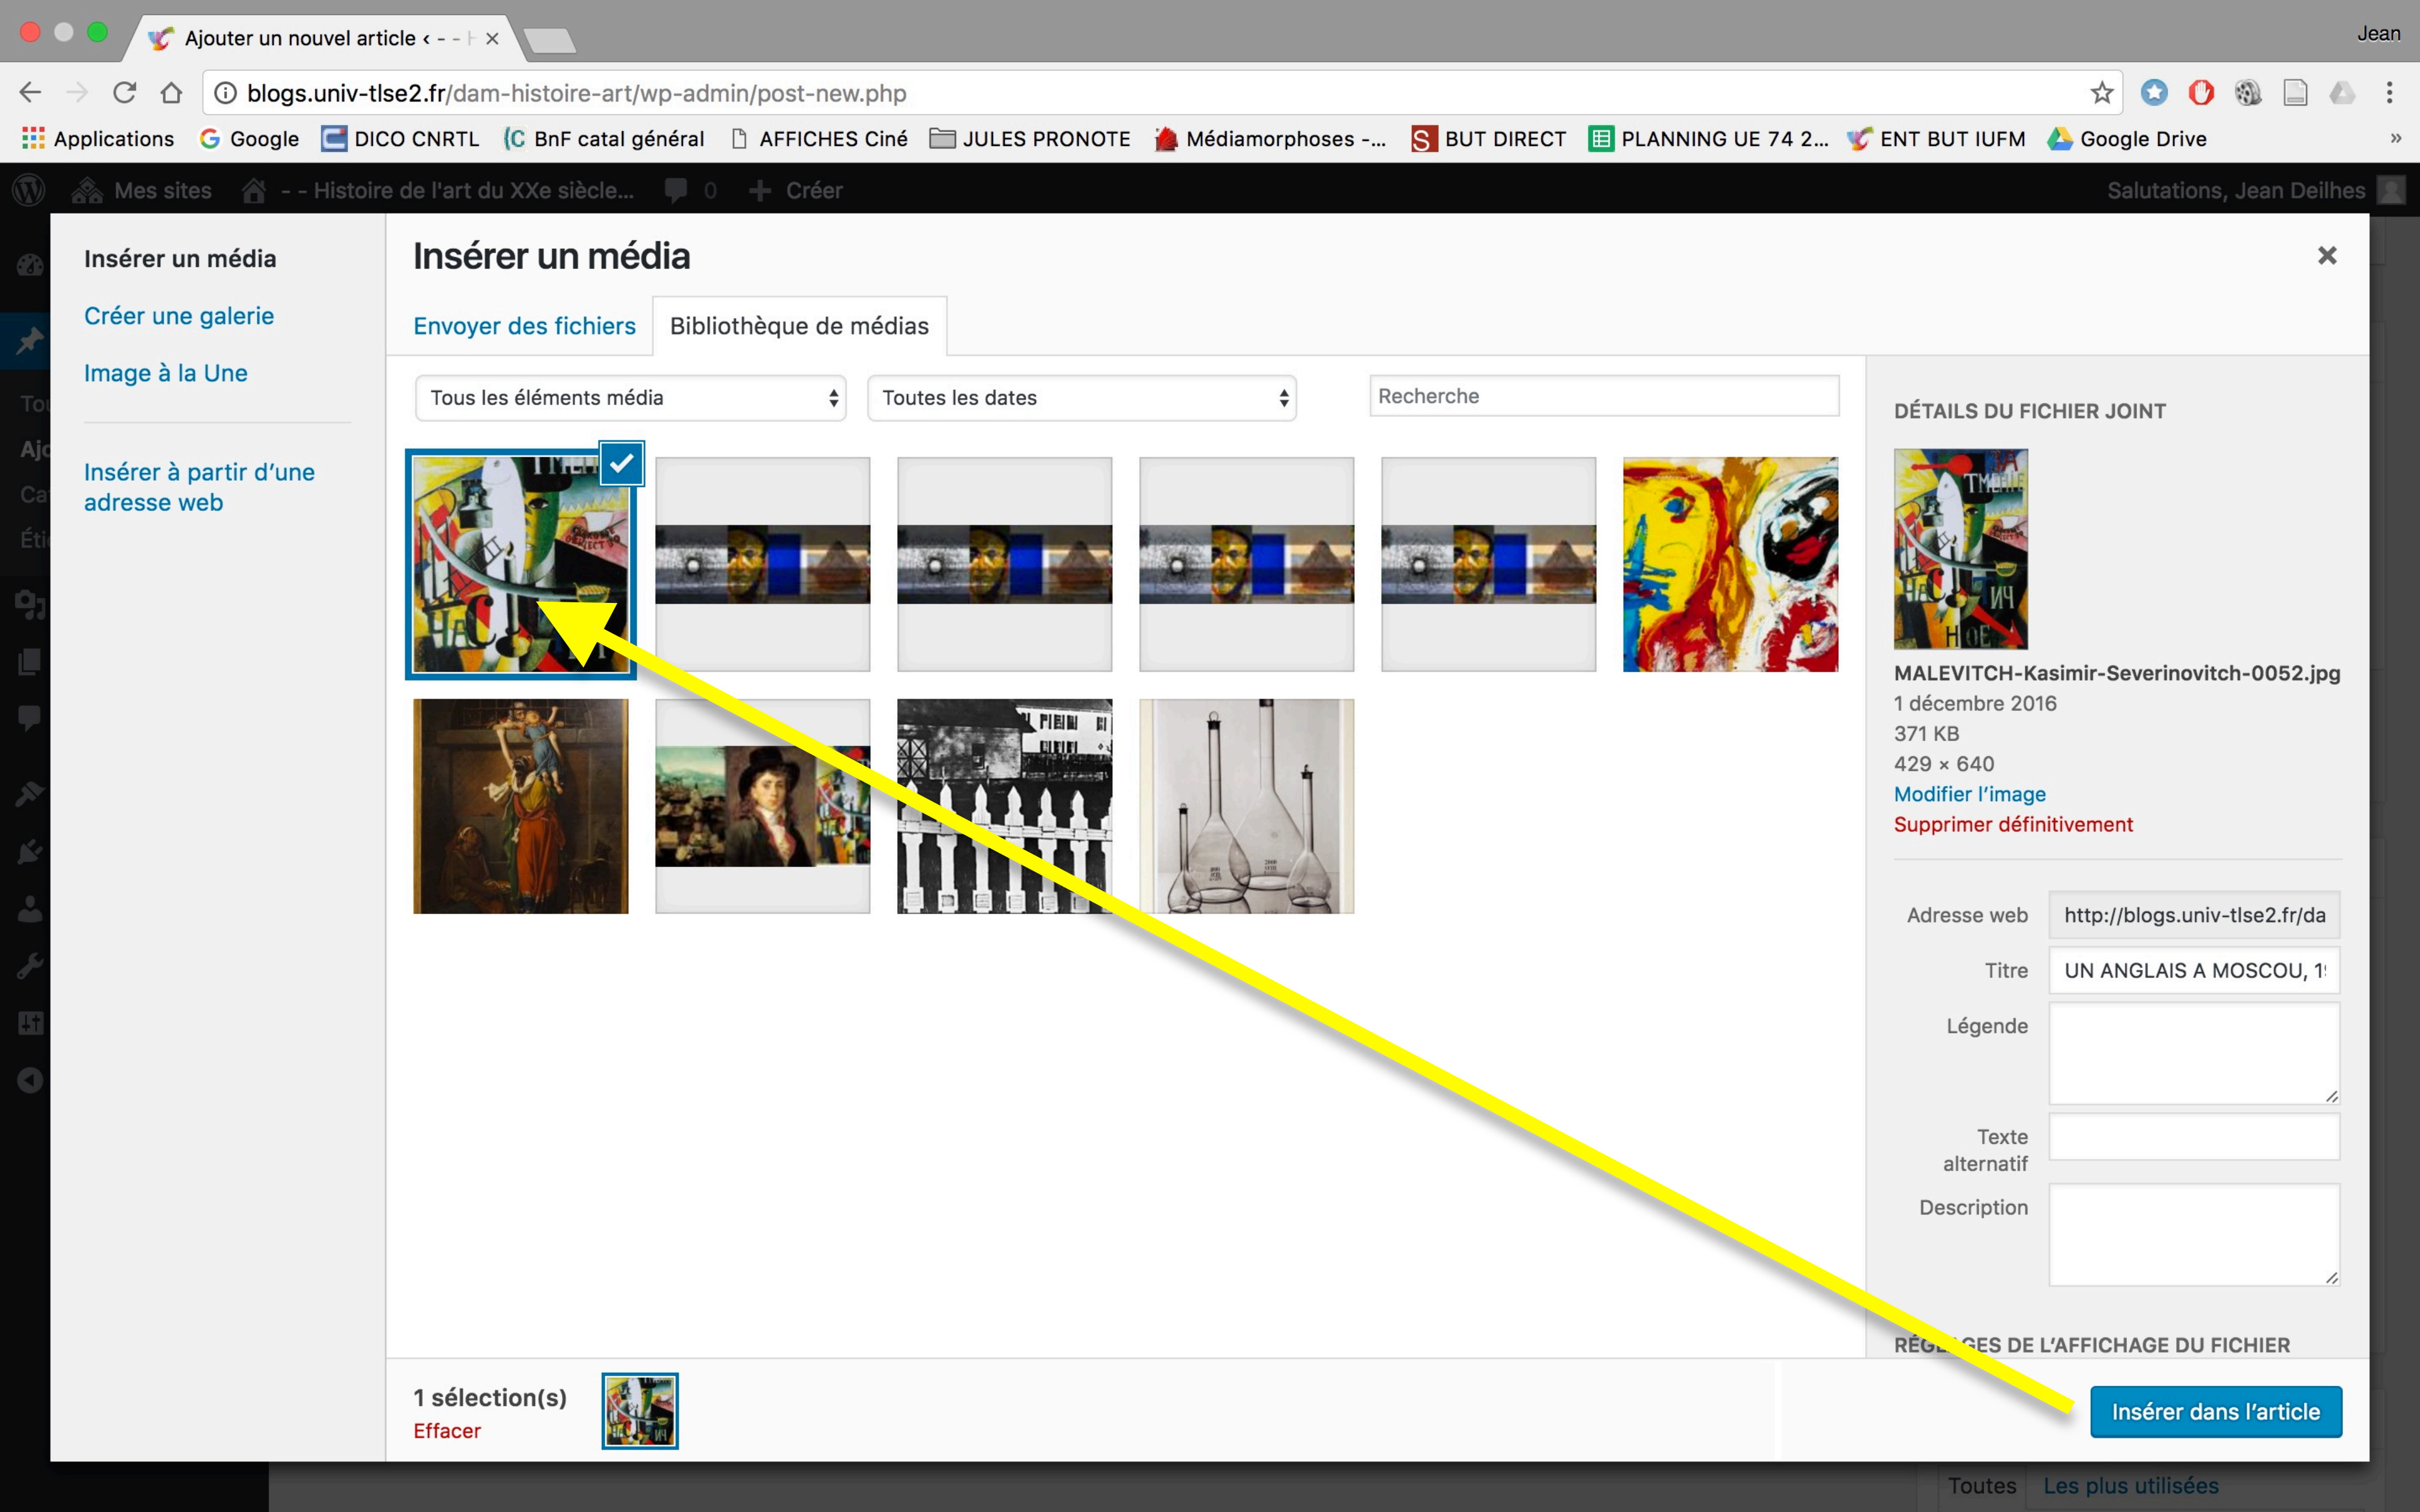 Ajouter un nouvel article ‹ - -
Jean
blogs.univ-tlse2.fr/dam-histoire-art/wp-admin/post-new.php
Applications Google DICO CNRTL BnF catal général AFFICHES Ciné JULES PRONOTE Médiamorphoses -... BUT DIRECT PLANNING UE 74 2... ENT BUT IUFM Google Drive »
Mes sites - - Histoire de l'art du XXe siècle... 0 + Créer Salutations, Jean Deilhes
Insérer un média
Créer une galerie
Image à la Une
Insérer à partir d’une
adresse web
Insérer un média
Envoyer des fichiers Bibliothèque de médias
Tous les éléments média Toutes les dates Recherche
DÉTAILS DU FICHIER JOINT
MALEVITCH-Kasimir-Severinovitch-0052.jpg
1 décembre 2016
371 KB
429 × 640
Modifier l’image
Supprimer définitivement
Adresse web http://blogs.univ-tlse2.fr/da
Titre UN ANGLAIS A MOSCOU,
Légende
Texte
alternatif
Description
RÉGLAGES DE L’AFFICHAGE DU FICHIER
1 sélection(s)
Effacer
Insérer dans l’article
Toutes Les plus utilisées